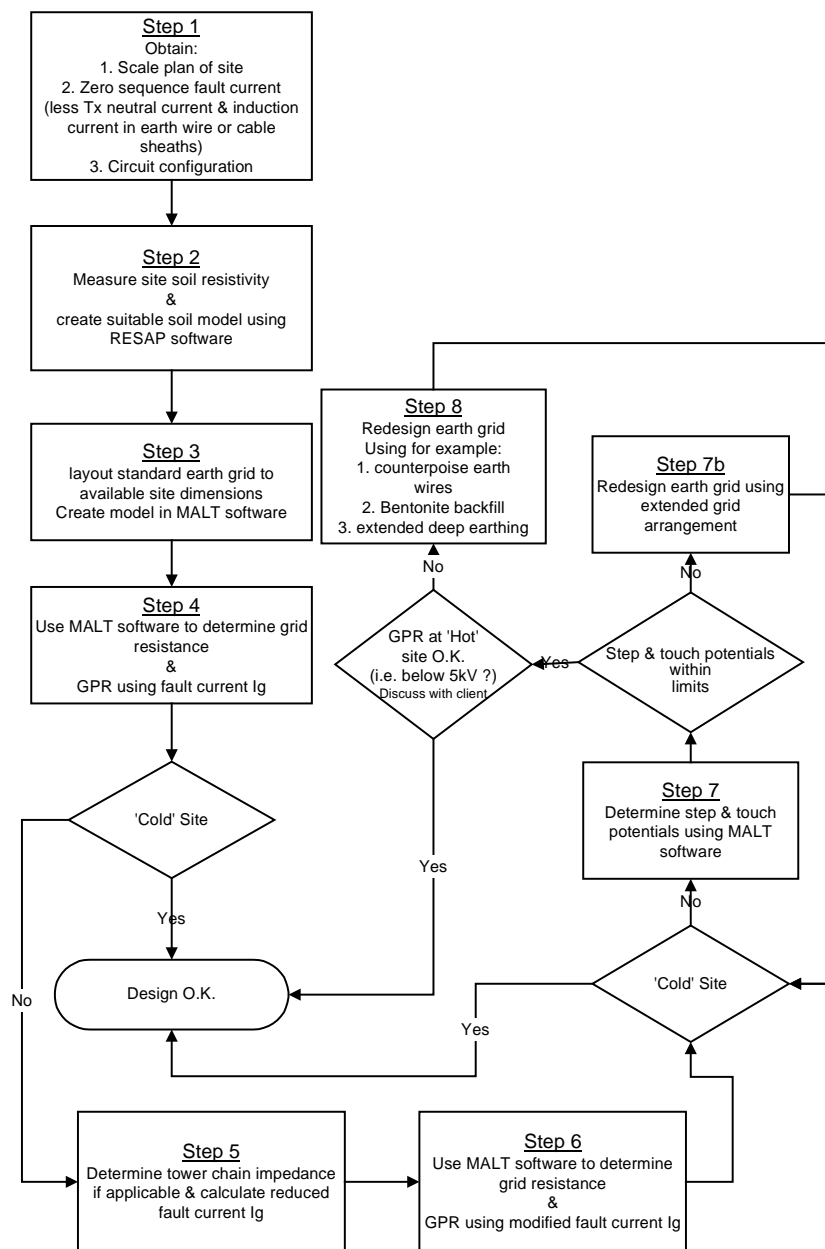 Step 1
Obtain:
1. Scale plan of site
2. Zero sequence fault current
(less Tx neutral current & induction
current in earth wire or cable
sheaths)
3. Circuit configuration
Step 2
Measure site soil resistivity
&
create suitable soil model using
RESAP software
Step 3
layout standard earth grid to
available site dimensions
Create model in MALT software
Step 4
Use MALT software to determine grid
resistance
&
GPR using fault current Ig
'Cold' Site
Yes
No
Design O.K.
Step 5
Determine tower chain impedance
if applicable & calculate reduced
fault current Ig
Step 6
Use MALT software to determine
grid resistance
&
GPR using modified fault current Ig
'Cold' Site
Yes
No
Step 7
Determine step & touch
potentials using MALT
software
Step & touch potentials
within
limits
Yes
No
Step 7b
Redesign earth grid using
extended grid
arrangement
GPR at 'Hot'
site O.K.
(i.e. below 5kV ?)
Discuss with client
Yes
No
Step 8
Redesign earth grid
Using for example:
1. counterpoise earth
wires
2. Bentonite backfill
3. extended deep earthing